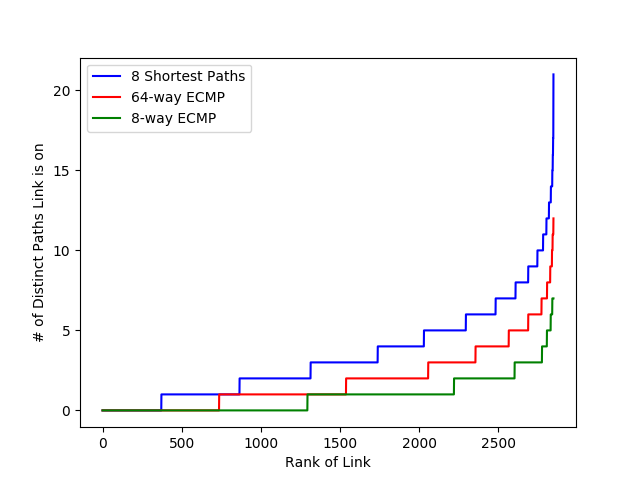 8 Shortest Paths
64-way ECMP
8-way ECMP
# of Distinct Paths Link is on
20
15
10
5
0
0 500 1000 1500 2000 2500
Rank of Link